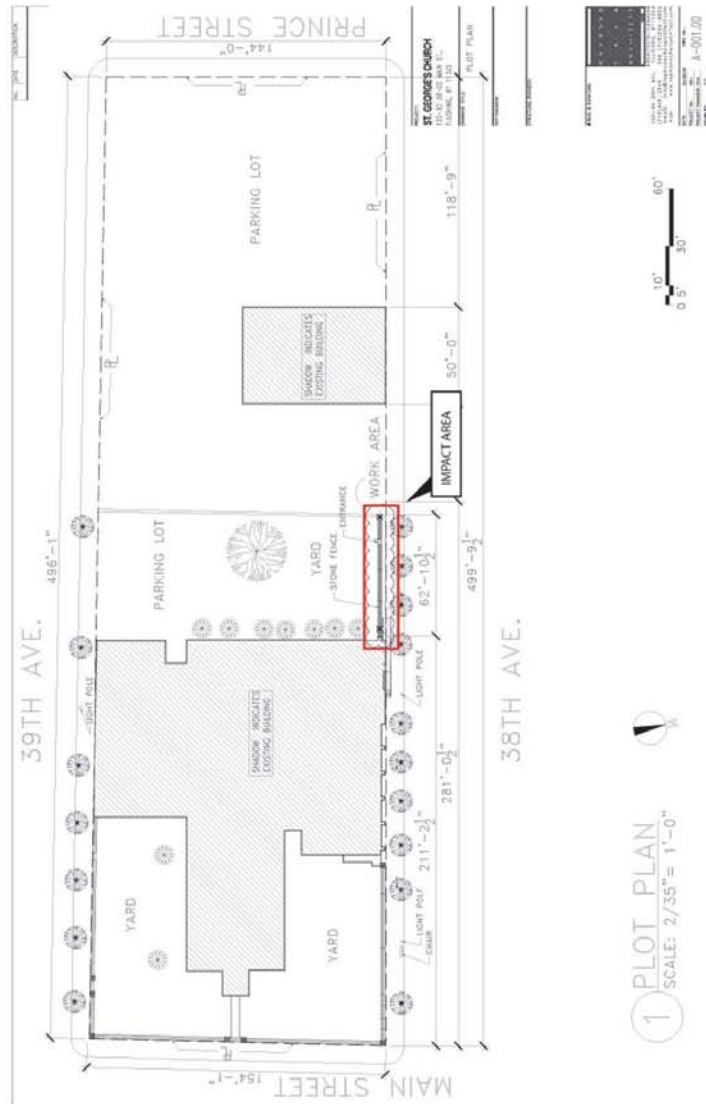 PRINCE STREET
144'-0"
PLOT PLAN
PROJECT:
ST. GEORGE'S CHURCH
PARKING LOT
118'-9"
SHADOW INDICATES
EXISTING BUILDING
50'-0"
WORK AREA
IMPACT AREA
ENTRANCE
STONE FENCE
PARKING LOT
YARD
62'-10½"
499'-9½"
496'-1"
39TH AVE.
38TH AVE.
LIGHT POLE
LIGHT POLE
SHADOW INDICATES
EXISTING BUILDING
281'-0½"
211'-2½"
YARD
YARD
LIGHT POLE
CHAIR
154'-1"
MAIN STREET
1
PLOT PLAN
SCALE: 2/35"= 1'-0"
0 5' 10' 30' 60'
A-001.00